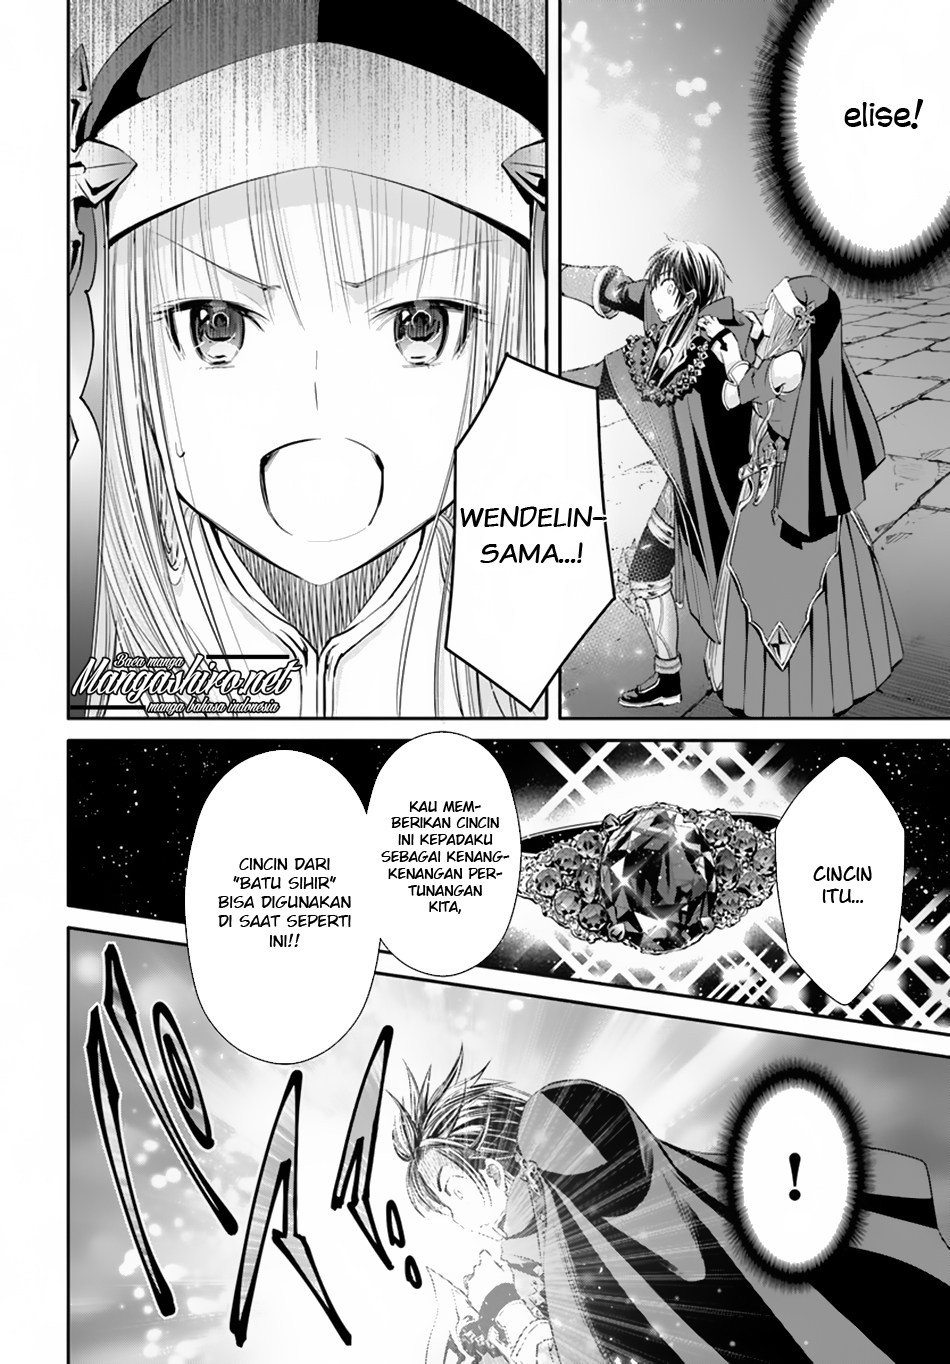 elise!
WENDELIN-
SAMA...!
Baca manga
Mangashiro.net
manga bahasa indonesia
CINCIN
ITU...
KAU MEM-
BERIKAN CINCIN
INI KEPADAKU
SEBAGAI KENANG-
KENANGAN PER-
TUNANGAN
KITA,
CINCIN DARI
"BATU SIHIR"
BISA DIGUNAKAN
DI SAAT SEPERTI
INI!!
!